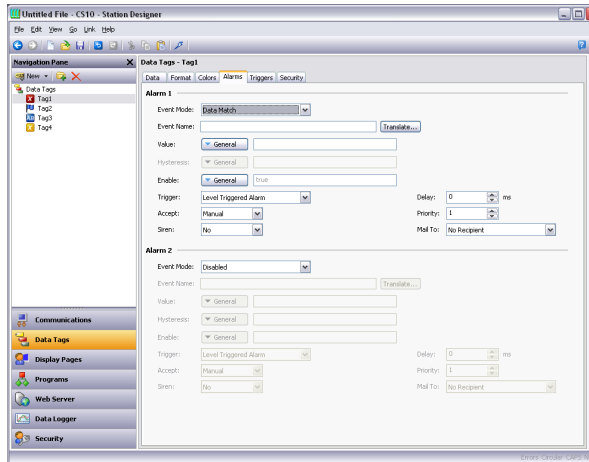 Untitled File - CS10 - Station Designer
File Edit View Go Link Help
Navigation Pane
New
Data Tags
Tag1
Tag2
Tag3
Tag4
Communications
Data Tags
Display Pages
Programs
Web Server
Data Logger
Security
Data Tags - Tag1
Data Format Colors Alarms Triggers Security
Alarm 1
Event Mode: Data Match
Event Name: Translate...
Value: General
Hysteresis: General
Enable: General true
Trigger: Level Triggered Alarm Delay: 0 ms
Accept: Manual Priority: 1
Siren: No Mail To: No Recipient
Alarm 2
Event Mode: Disabled
Event Name: Translate...
Value: General
Hysteresis: General
Enable: General
Trigger: Level Triggered Alarm Delay: 0 ms
Accept: Manual Priority: 1
Siren: No Mail To: No Recipient
Errors Circular CAPS